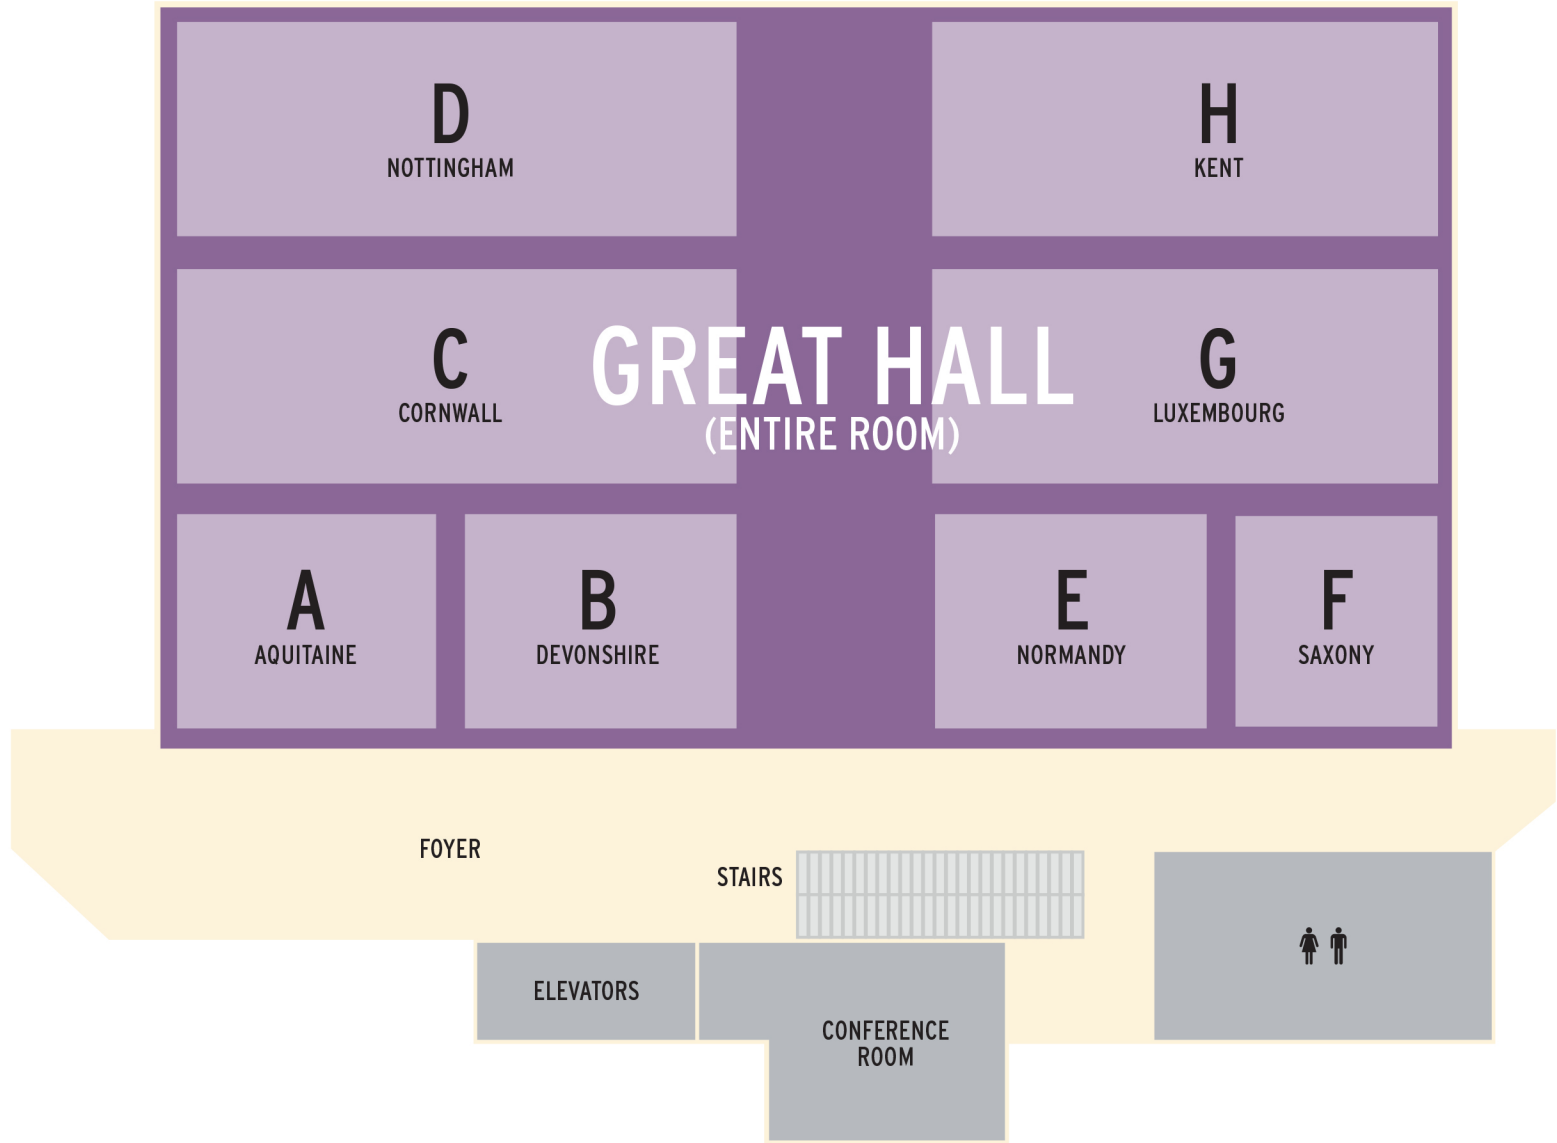 D
NOTTINGHAM
H
KENT
C
CORNWALL
GREAT HALL
(ENTIRE ROOM)
G
LUXEMBOURG
A
AQUITAINE
B
DEVONSHIRE
E
NORMANDY
F
SAXONY
FOYER
STAIRS
ELEVATORS
CONFERENCE
ROOM